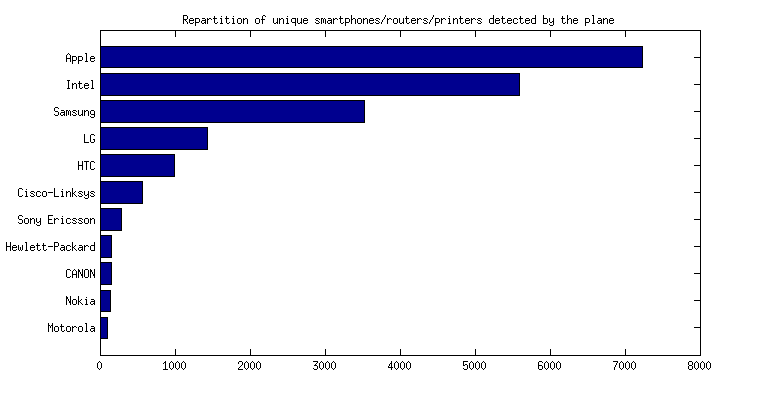 Repartition of unique smartphones/routers/printers detected by the plane
Apple
Intel
Samsung
LG
HTC
Cisco-Linksys
Sony Ericsson
Hewlett-Packard
CANON
Nokia
Motorola
0 1000 2000 3000 4000 5000 6000 7000 8000